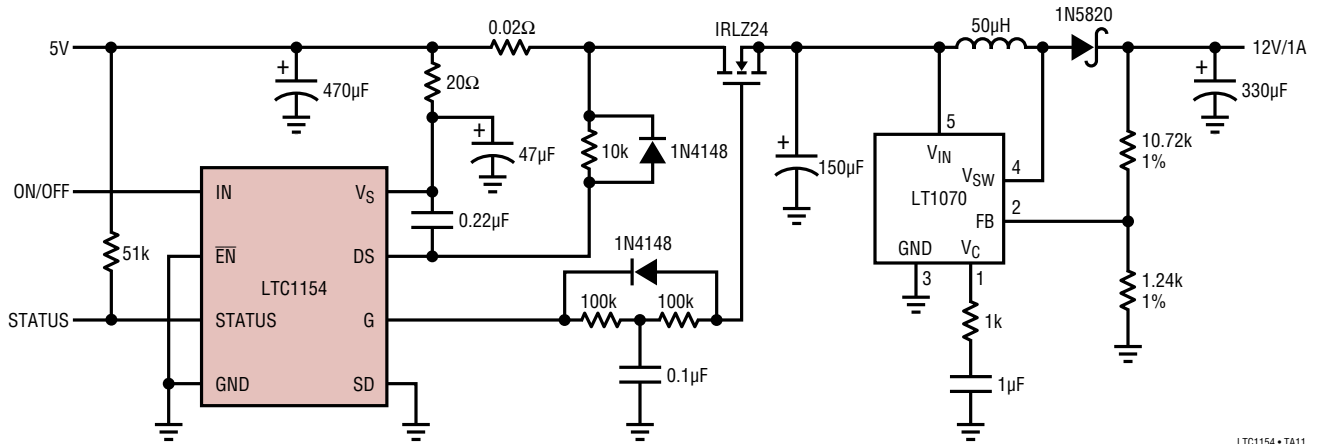 5V
0.02Ω
IRLZ24
50µH
1N5820
12V/1A
+
470µF
20Ω
+
47µF
10k
1N4148
+
150µF
5
VIN
VSW
4
LT1070
FB
2
GND
VC
3
1
+
330µF
10.72k
1%
1.24k
1%
ON/OFF
IN
VS
0.22µF
51k
EN
DS
LTC1154
1N4148
100k
100k
STATUS
STATUS
G
0.1µF
GND
SD
1k
1µF
LTC1154 • TA11